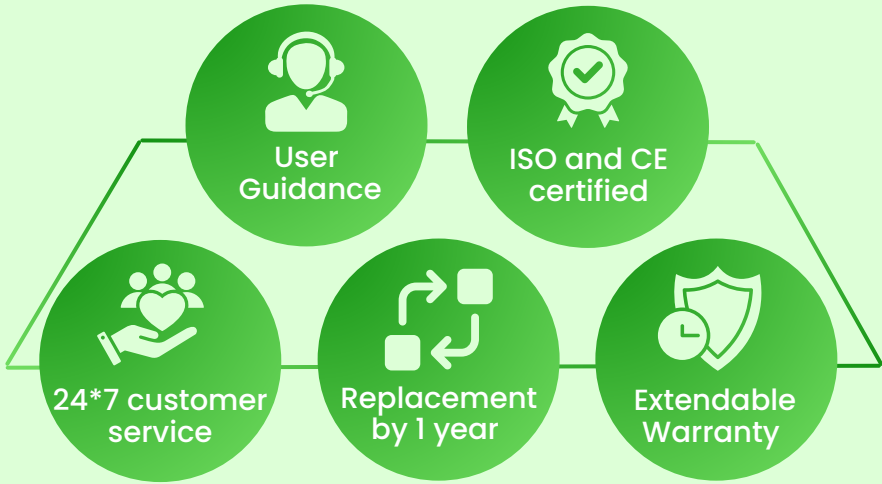 User
Guidance
ISO and CE
certified
24*7 customer
service
Replacement
by 1 year
Extendable
Warranty